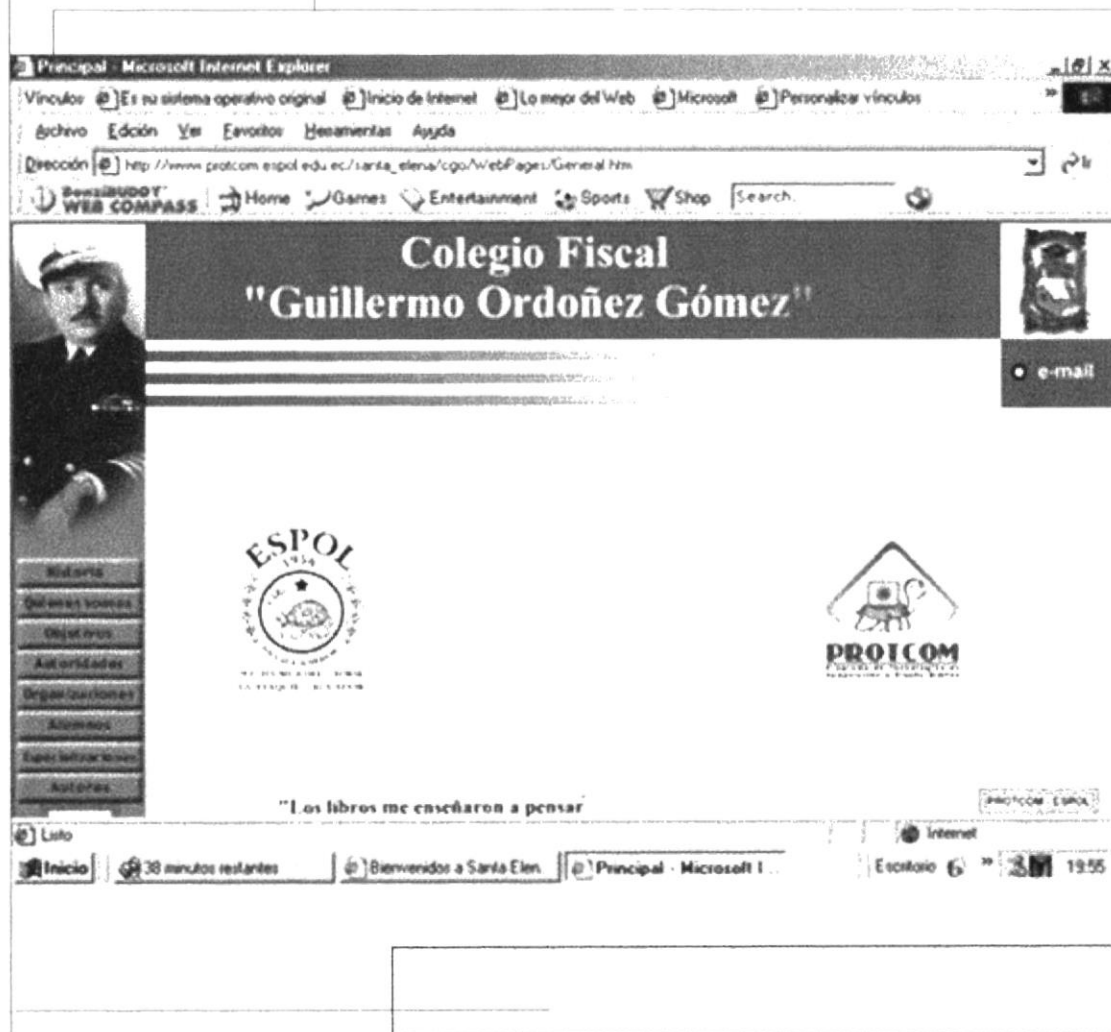 Principal - Microsoft Internet Explorer
Vínculos Es su sistema operativo original Inicio de Internet Lo mejor del Web Microsoft Personalizar vínculos »
Archivo Edición Ver Favoritos Herramientas Ayuda
Dirección http://www.protcom.espol.edu.ec/santa_elena/cgo/WebPages/General.htm Ir
BonziBUDDY' WEB COMPASS Home Games Entertainment Sports Shop Search.
Colegio Fiscal
"Guillermo Ordoñez Gómez"
e-mail
ESPOL
1958
PROTCOM
Historia
Quienes somos
Objetivos
Autoridades
Organizaciones
Alumnos
Especializaciones
Autores
"Los libros me enseñaron a pensar
PROTCOM - ESPOL
Listo Internet
Inicio 38 minutos restantes Bienvenidos a Santa Elen. Principal - Microsoft I... Escritorio » 19:55